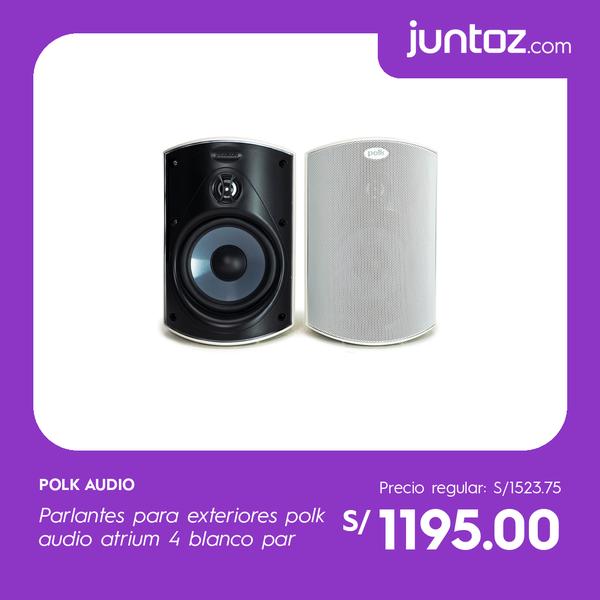 juntoz.com
polk
POLK AUDIO
Parlantes para exteriores polk
audio atrium 4 blanco par
Precio regular: S/1523.75
S/1195.00